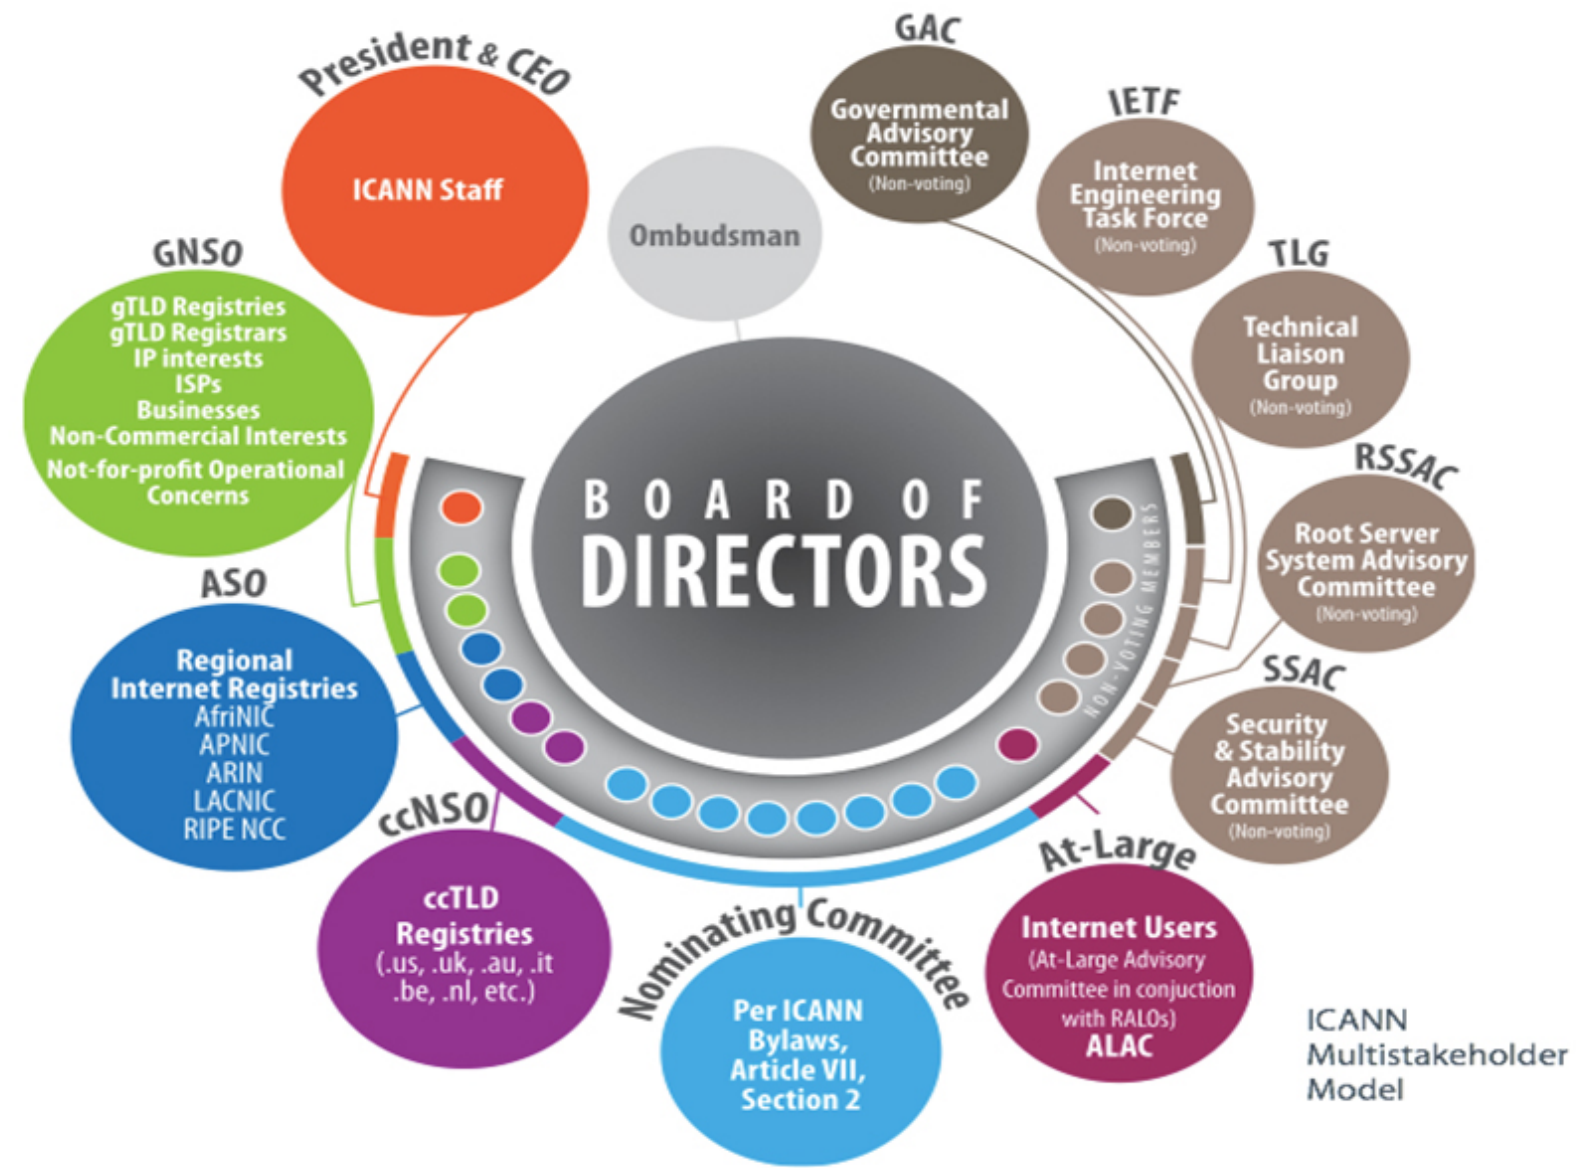 President & CEO
ICANN Staff
GNSO
gTLD Registries
gTLD Registrars
IP interests
ISPs
Businesses
Non-Commercial Interests
Not-for-profit Operational
Concerns
ASO
Regional
Internet Registries
AfriNIC
APNIC
ARIN
LACNIC
RIPE NCC
ccNSO
ccTLD
Registries
(.us, .uk, .au, .it
.be, .nl, etc.)
Nominating Committee
Per ICANN
Bylaws,
Article VII,
Section 2
At-Large
Internet Users
(At-Large Advisory
Committee in conjuction
with RALOs)
ALAC
Ombudsman
BOARD OF
DIRECTORS
NON-VOTING MEMBERS
GAC
Governmental
Advisory
Committee
(Non-voting)
IETF
Internet
Engineering
Task Force
(Non-voting)
TLG
Technical
Liaison
Group
(Non-voting)
RSSAC
Root Server
System Advisory
Committee
(Non-voting)
SSAC
Security
& Stability
Advisory
Committee
(Non-voting)
ICANN
Multistakeholder
Model